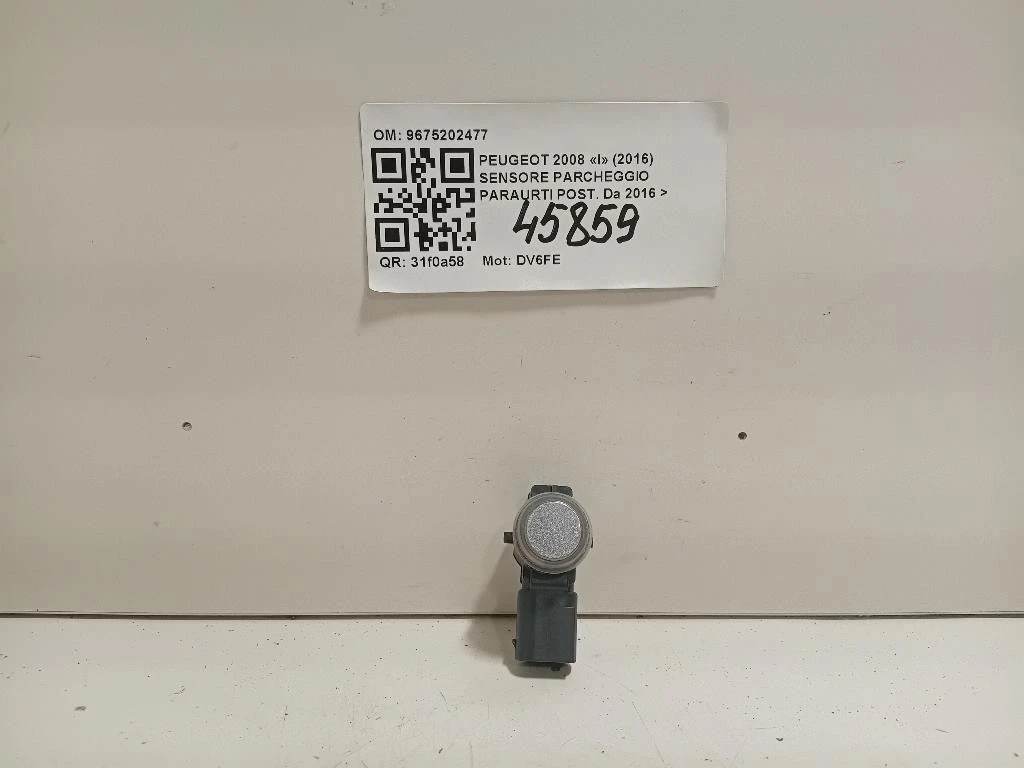 OM: 9675202477
PEUGEOT 2008 «I» (2016)
SENSORE PARCHEGGIO
PARAURTI POST. Da 2016 >
45859
QR: 31f0a58 Mot: DV6FE